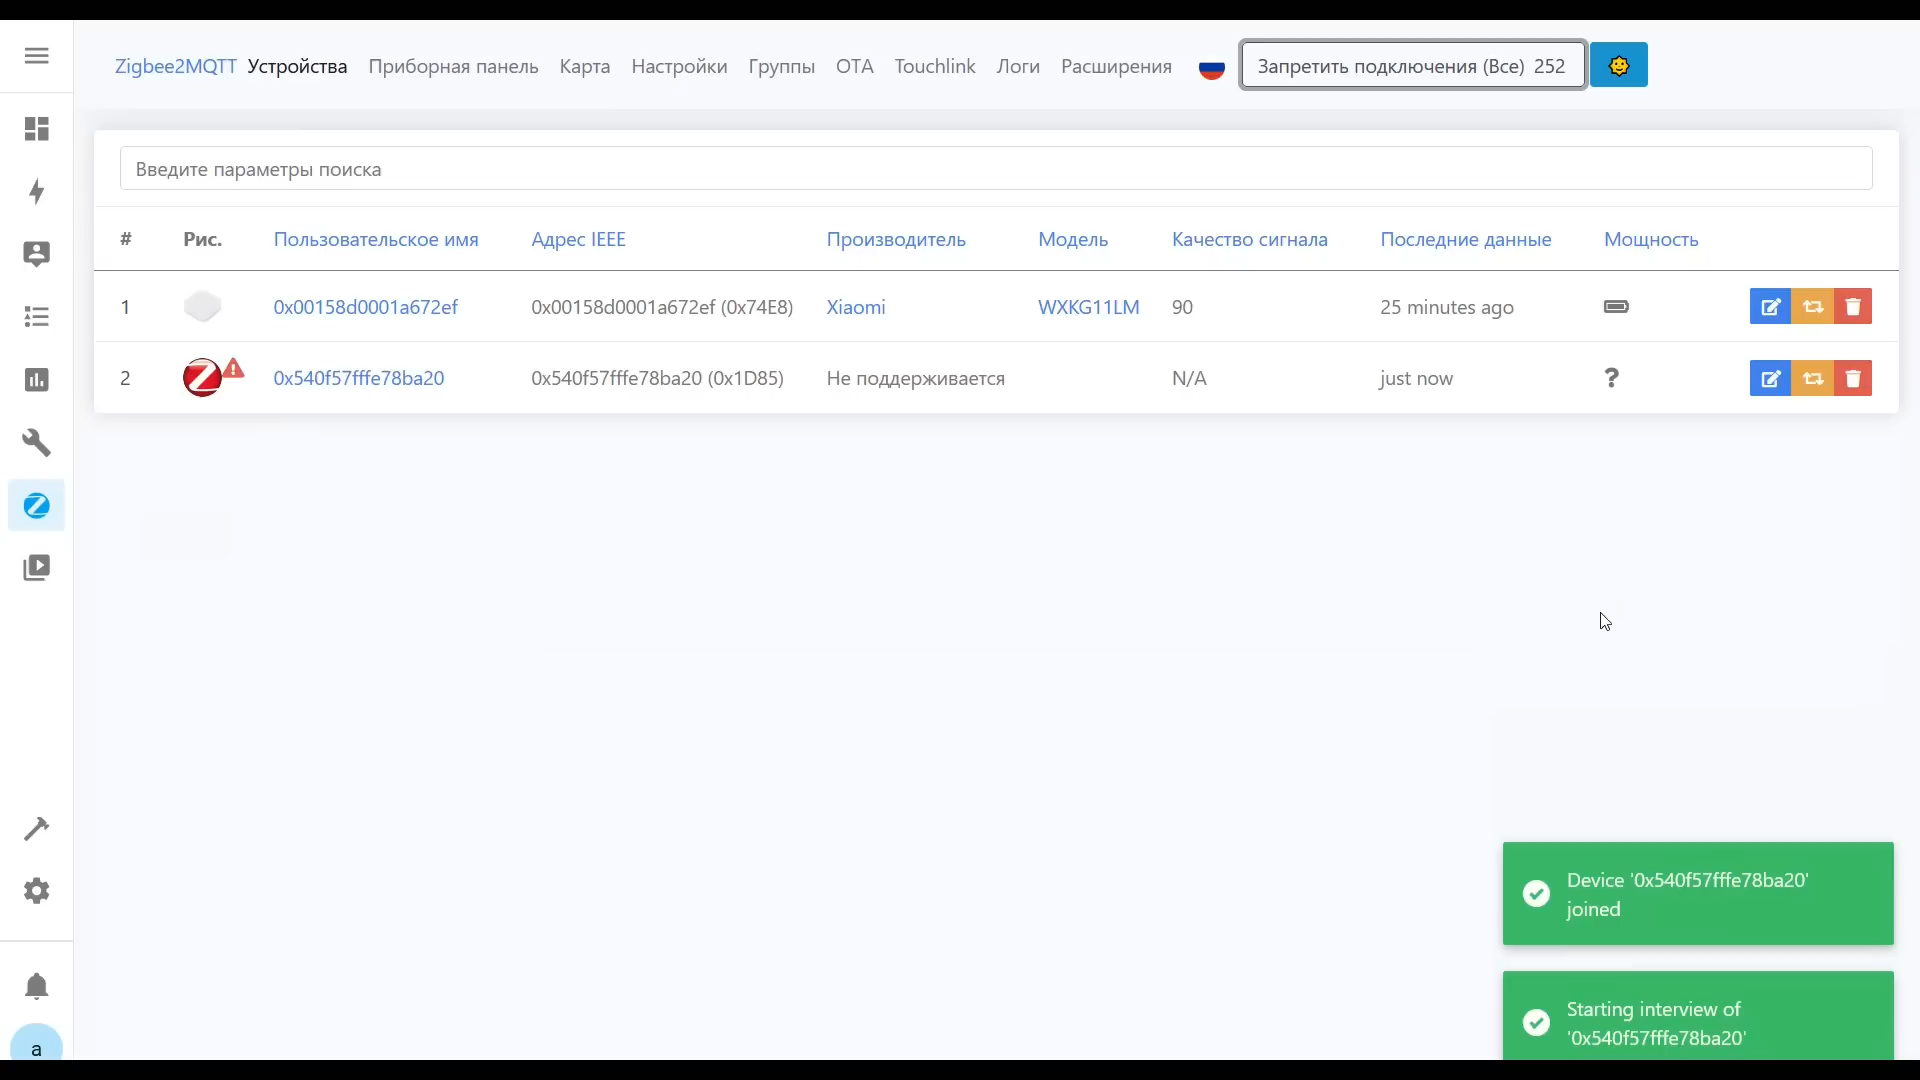 Zigbee2MQTT Устройства Приборная панель Карта Настройки Группы OTA Touchlink Логи Расширения Запретить подключения (Все) 252
Введите параметры поиска
# Рис. Пользовательское имя Адрес IEEE Производитель Модель Качество сигнала Последние данные Мощность
1 0x00158d0001a672ef 0x00158d0001a672ef (0x74E8) Xiaomi WXKG11LM 90 25 minutes ago
2 0x540f57fffe78ba20 0x540f57fffe78ba20 (0x1D85) Не поддерживается N/A just now
Device '0x540f57fffe78ba20'
joined
Starting interview of
'0x540f57fffe78ba20'
a